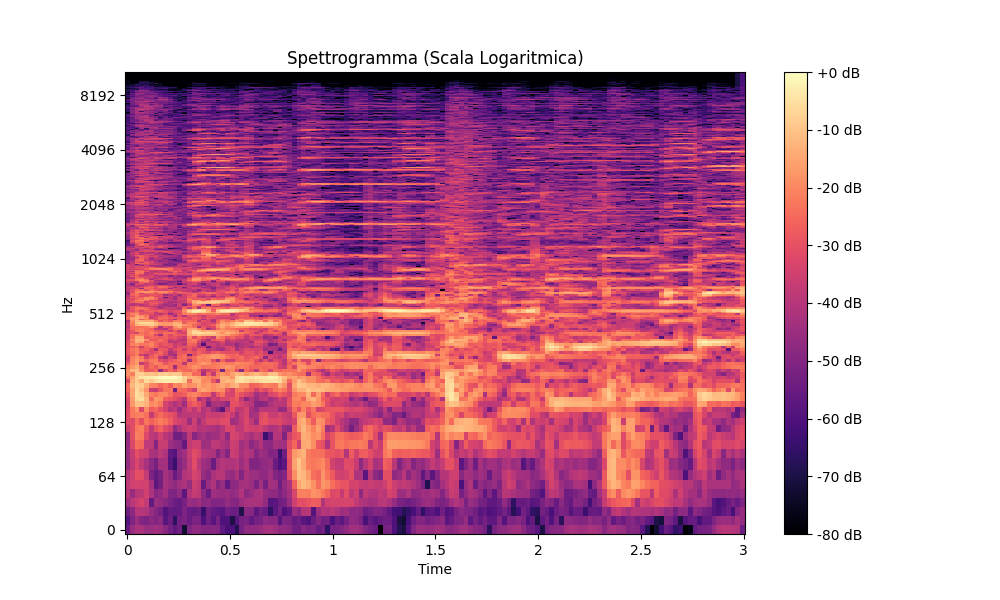 Spettrogramma (Scala Logaritmica)
Hz
8192
4096
2048
1024
512
256
128
64
0
0
0.5
1
1.5
2
2.5
3
Time
+0 dB
-10 dB
-20 dB
-30 dB
-40 dB
-50 dB
-60 dB
-70 dB
-80 dB